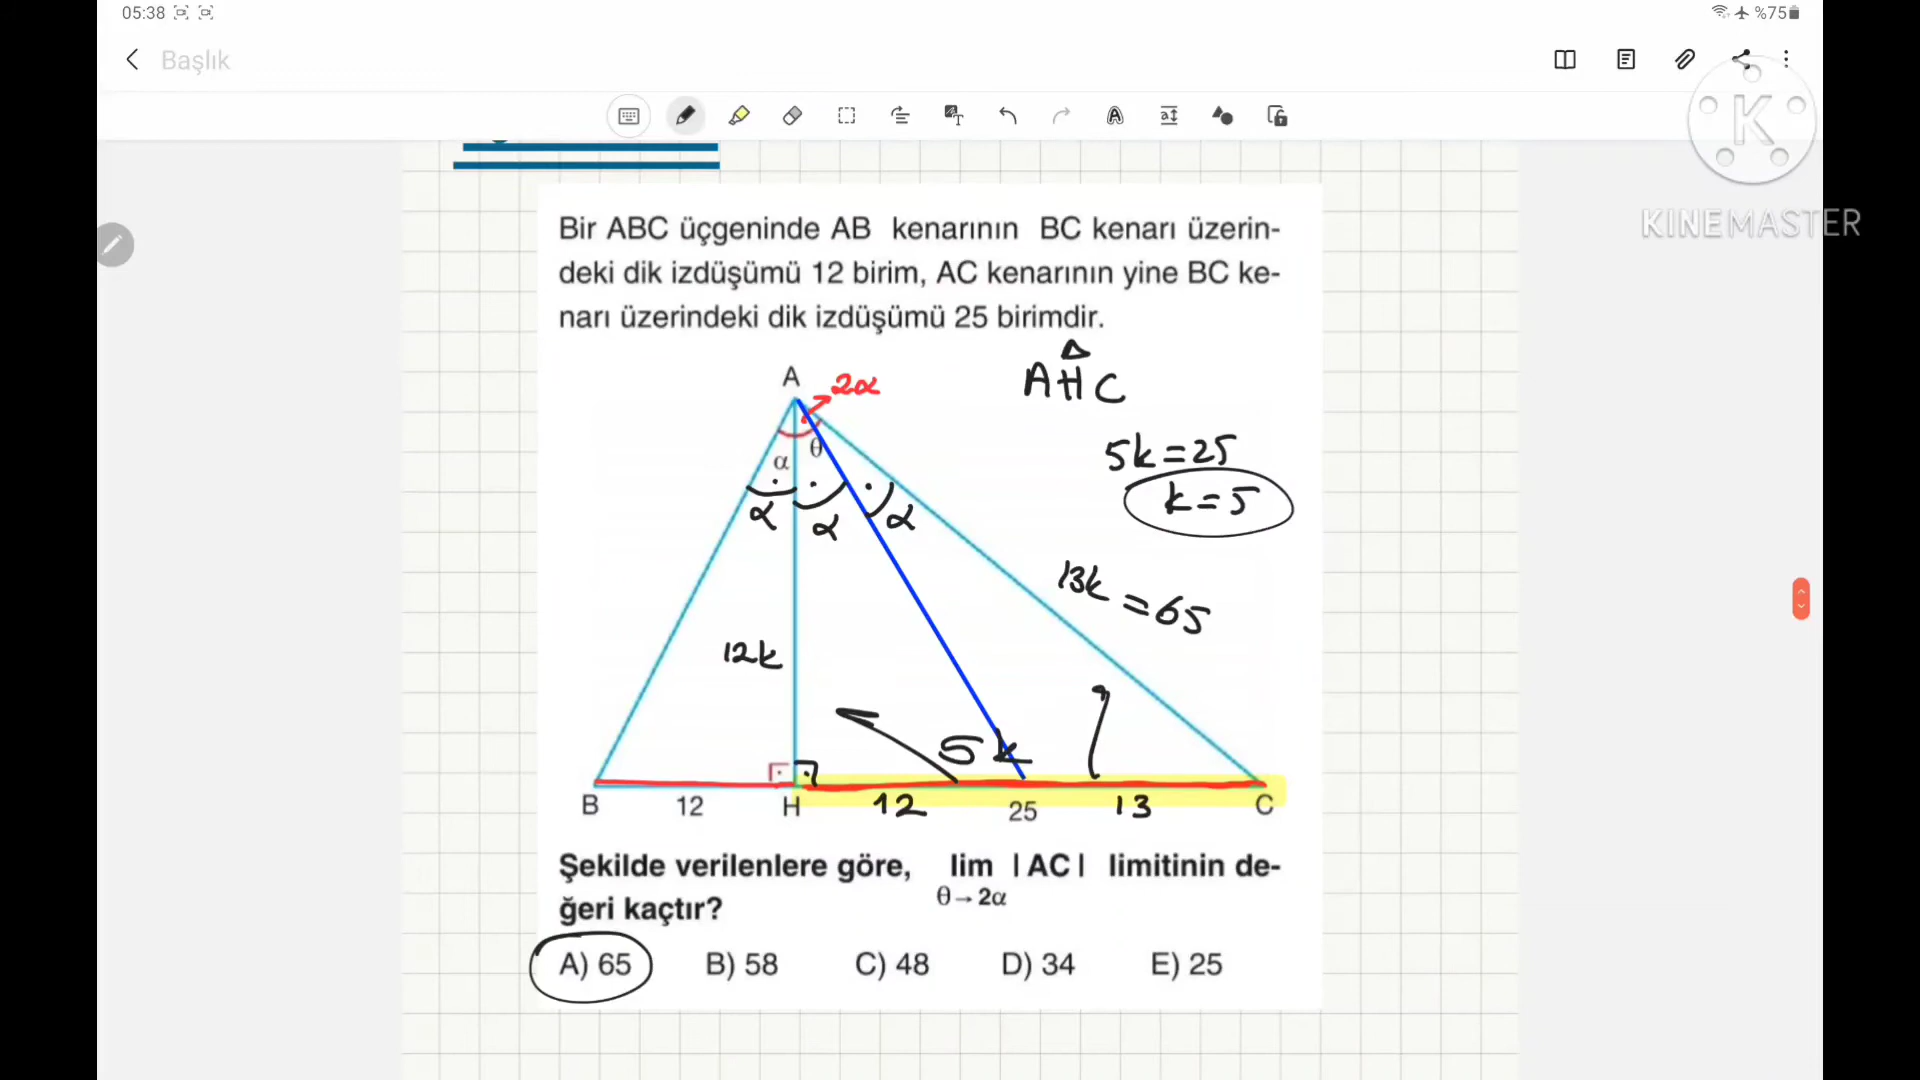 05:38
%75
Başlık
KINEMASTER
Bir ABC üçgeninde AB kenarının BC kenarı üzerin-
deki dik izdüşümü 12 birim, AC kenarının yine BC ke-
narı üzerindeki dik izdüşümü 25 birimdir.
A
2α
AHC
θ
α
5k=25
k=5
α
α
α
13k
=65
12k
5k
B
12
H
12
25
13
C
Şekilde verilenlere göre, lim |AC| limitinin de-
θ→2α
ğeri kaçtır?
A) 65 B) 58 C) 48 D) 34 E) 25